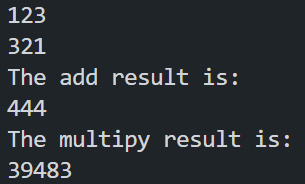 123
321
The add result is:
444
The multipy result is:
39483